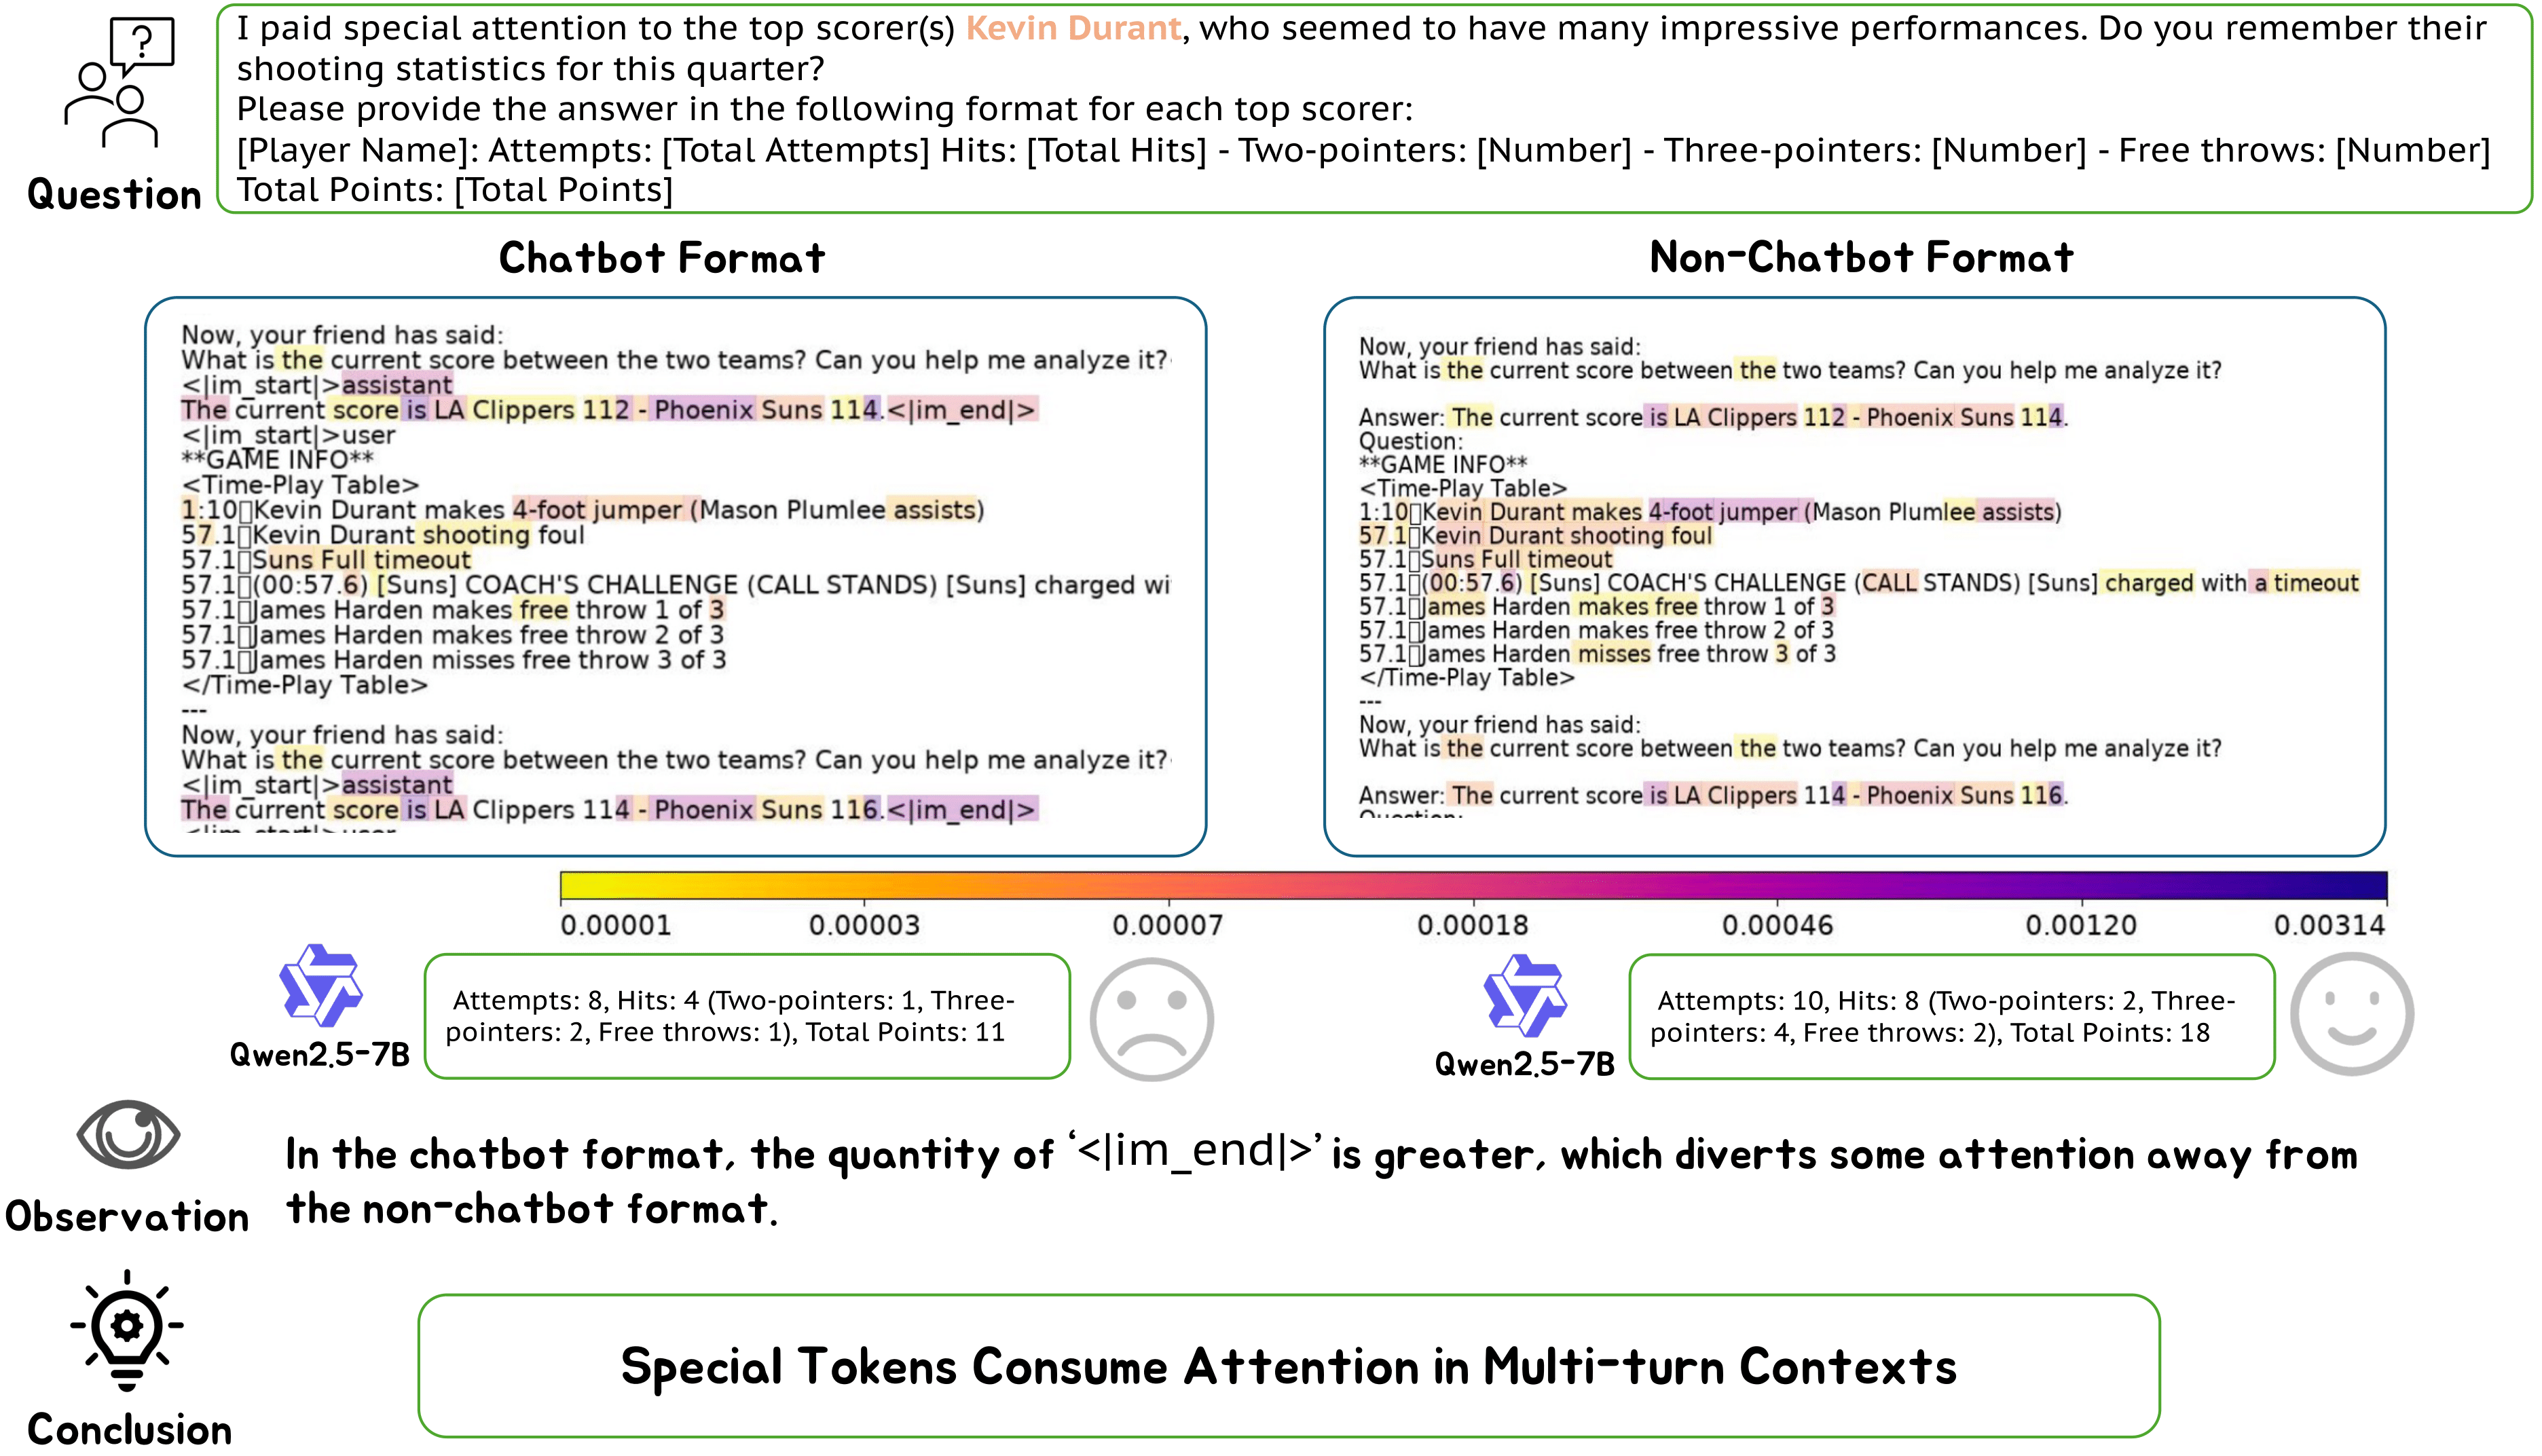 ?
I paid special attention to the top scorer(s) Kevin Durant, who seemed to have many impressive performances. Do you remember their
shooting statistics for this quarter?
Please provide the answer in the following format for each top scorer:
[Player Name]: Attempts: [Total Attempts] Hits: [Total Hits] - Two-pointers: [Number] - Three-pointers: [Number] - Free throws: [Number]
Total Points: [Total Points]
Question
Chatbot Format
Now, your friend has said:
What is the current score between the two teams? Can you help me analyze it?
<|im_start|>assistant
The current score is LA Clippers 112 - Phoenix Suns 114.<|im_end|>
<|im_start|>user
**GAME INFO**
<Time-Play Table>
1:10▯Kevin Durant makes 4-foot jumper (Mason Plumlee assists)
57.1▯Kevin Durant shooting foul
57.1▯Suns Full timeout
57.1▯(00:57.6) [Suns] COACH'S CHALLENGE (CALL STANDS) [Suns] charged wi
57.1▯James Harden makes free throw 1 of 3
57.1▯James Harden makes free throw 2 of 3
57.1▯James Harden misses free throw 3 of 3
</Time-Play Table>
---
Now, your friend has said:
What is the current score between the two teams? Can you help me analyze it?
<|im_start|>assistant
The current score is LA Clippers 114 - Phoenix Suns 116.<|im_end|>
<|im_start|>user
Non-Chatbot Format
Now, your friend has said:
What is the current score between the two teams? Can you help me analyze it?
Answer: The current score is LA Clippers 112 - Phoenix Suns 114.
Question:
**GAME INFO**
<Time-Play Table>
1:10▯Kevin Durant makes 4-foot jumper (Mason Plumlee assists)
57.1▯Kevin Durant shooting foul
57.1▯Suns Full timeout
57.1▯(00:57.6) [Suns] COACH'S CHALLENGE (CALL STANDS) [Suns] charged with a timeout
57.1▯James Harden makes free throw 1 of 3
57.1▯James Harden makes free throw 2 of 3
57.1▯James Harden misses free throw 3 of 3
</Time-Play Table>
---
Now, your friend has said:
What is the current score between the two teams? Can you help me analyze it?
Answer: The current score is LA Clippers 114 - Phoenix Suns 116.
Question:
0.00001 0.00003 0.00007 0.00018 0.00046 0.00120 0.00314
Qwen2.5-7B
Attempts: 8, Hits: 4 (Two-pointers: 1, Three-
pointers: 2, Free throws: 1), Total Points: 11
Qwen2.5-7B
Attempts: 10, Hits: 8 (Two-pointers: 2, Three-
pointers: 4, Free throws: 2), Total Points: 18
Observation
In the chatbot format, the quantity of ‘<|im_end|>’ is greater, which diverts some attention away from
the non-chatbot format.
Conclusion
Special Tokens Consume Attention in Multi-turn Contexts